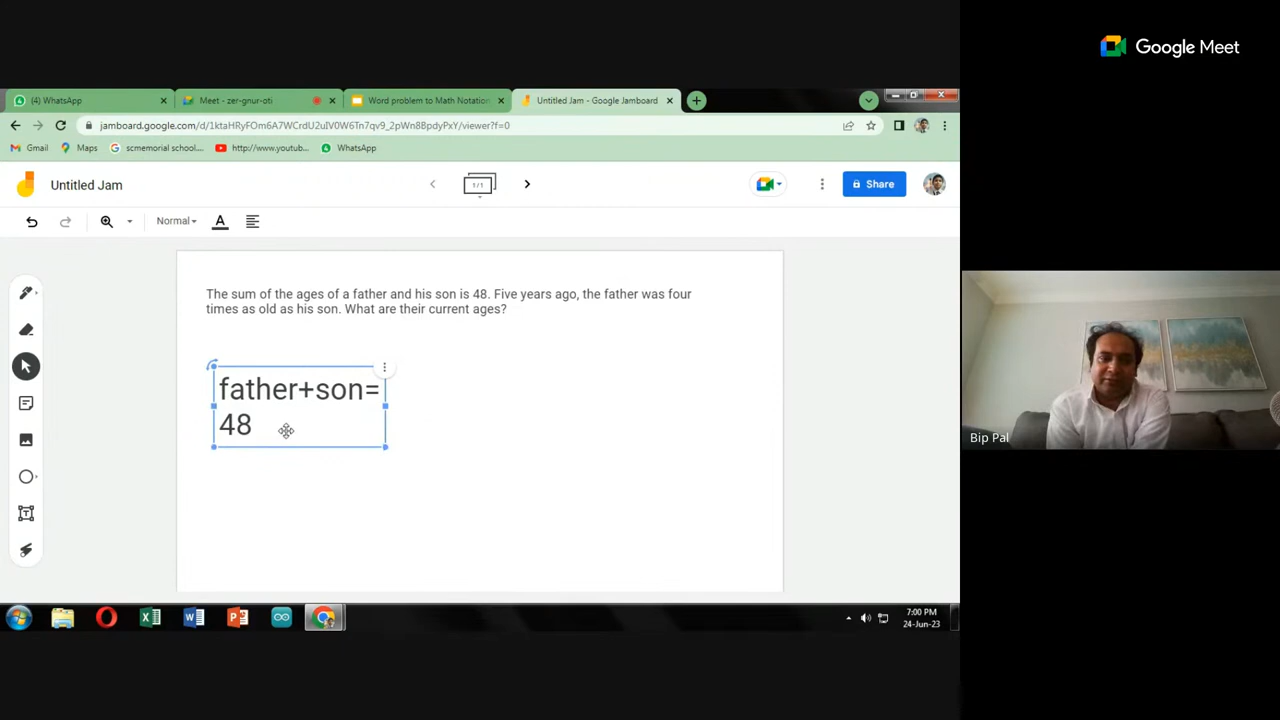 Google Meet
(4) WhatsApp
Meet - zer-gnur-oti
Word problem to Math Notation
Untitled Jam - Google Jamboard
jamboard.google.com/d/1ktaHRyFOm6A7WCrdU2uIV0W6Tn7qv9_2pWn8BpdyPxY/viewer?f=0
Gmail
Maps
scmemorial school,...
http://www.youtub...
WhatsApp
Untitled Jam
1/1
Share
Normal
A
The sum of the ages of a father and his son is 48. Five years ago, the father was four
times as old as his son. What are their current ages?
father+son=
48
Bip Pal
7:00 PM
24-Jun-23